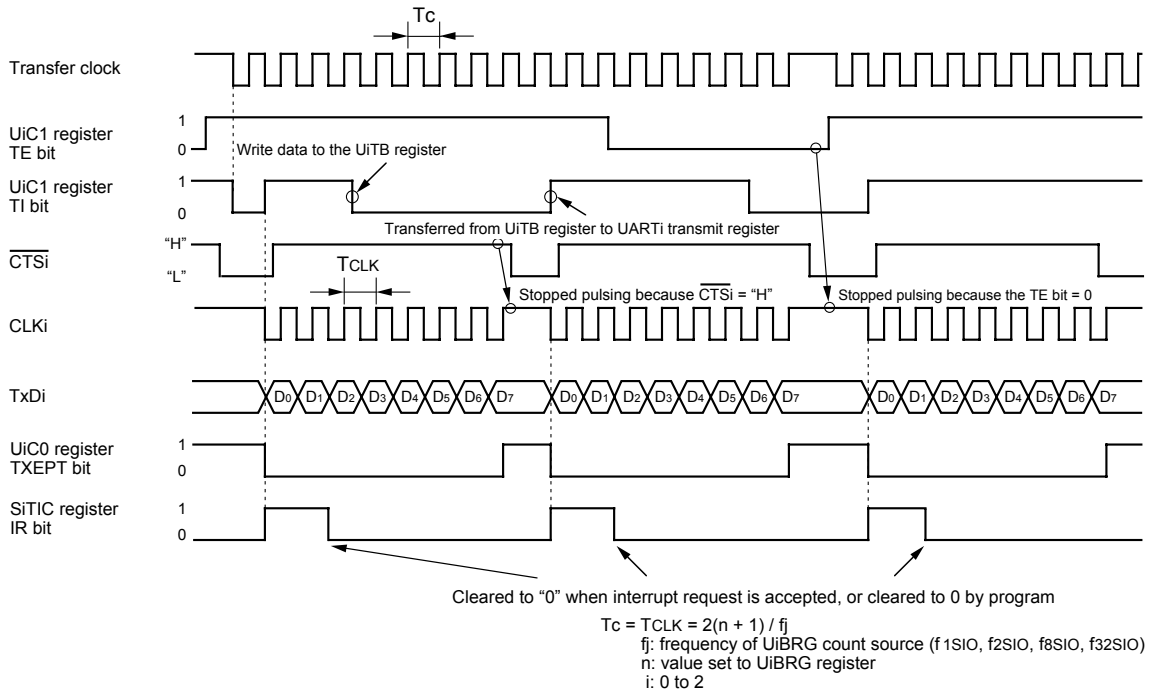 Tc
Transfer clock
UiC1 register
TE bit
1
0
Write data to the UiTB register
UiC1 register
TI bit
1
0
Transferred from UiTB register to UARTi transmit register
CTSi
“H”
“L”
TCLK
Stopped pulsing because CTSi = “H”
Stopped pulsing because the TE bit = 0
CLKi
TxDi
D0 D1 D2 D3 D4 D5 D6 D7 D0 D1 D2 D3 D4 D5 D6 D7 D0 D1 D2 D3 D4 D5 D6 D7
UiC0 register
TXEPT bit
1
0
SiTIC register
IR bit
1
0
Cleared to “0” when interrupt request is accepted, or cleared to 0 by program
Tc = TCLK = 2(n + 1) / fj
fj: frequency of UiBRG count source (f1SIO, f2SIO, f8SIO, f32SIO)
n: value set to UiBRG register
i: 0 to 2